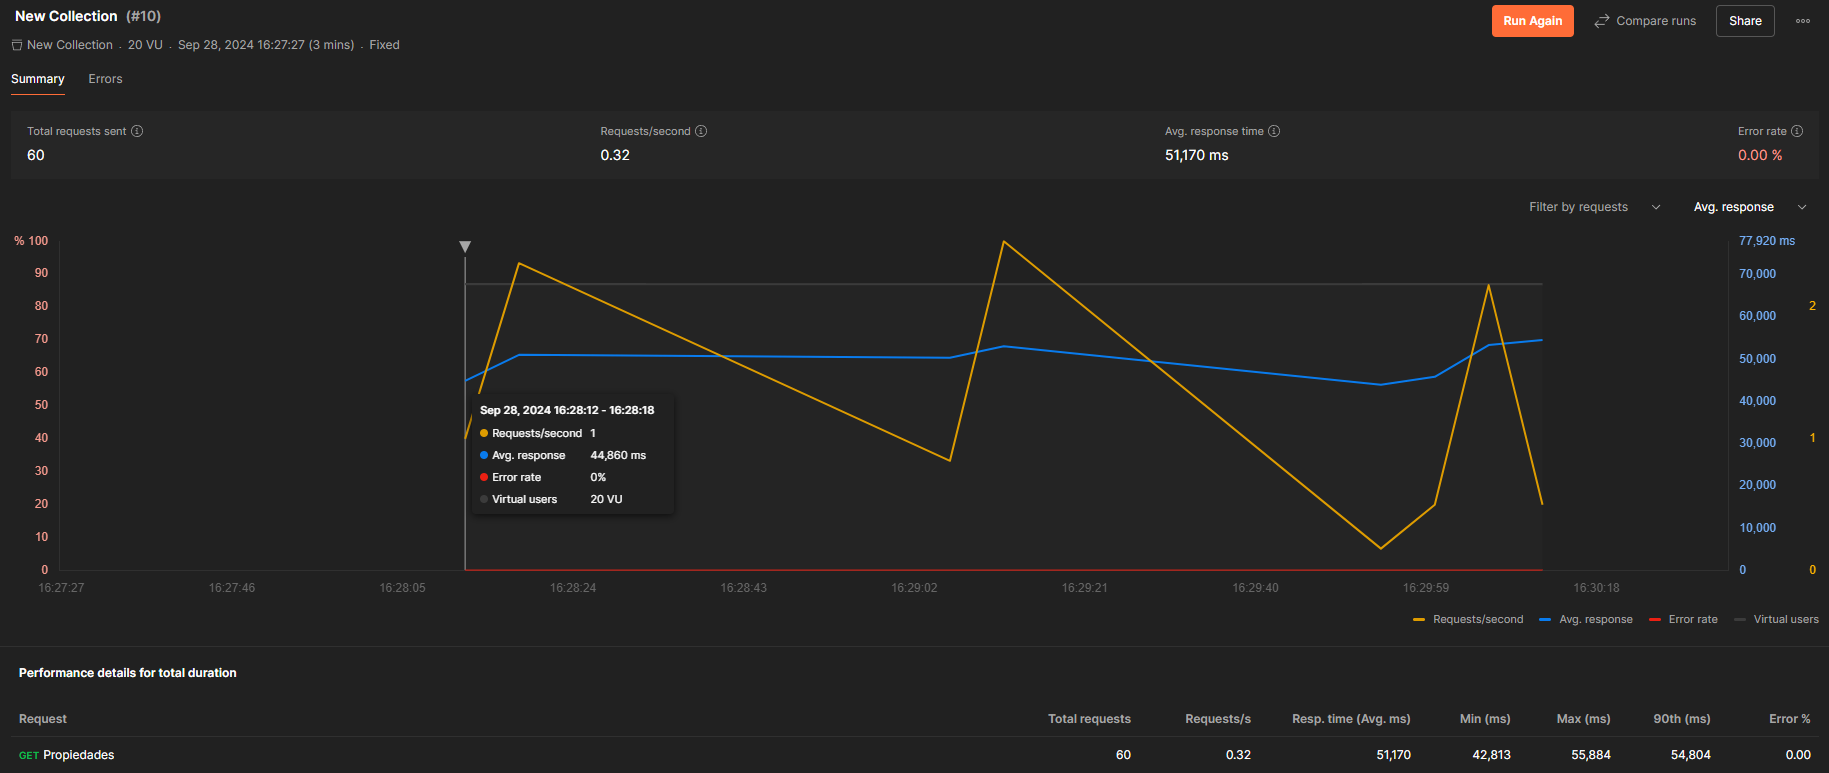 New Collection (#10)
Run Again
Compare runs
Share
New Collection · 20 VU · Sep 28, 2024 16:27:27 (3 mins) · Fixed
Summary
Errors
Total requests sent
60
Requests/second
0.32
Avg. response time
51,170 ms
Error rate
0.00 %
Filter by requests
Avg. response
% 100
90
80
70
60
50
40
30
20
10
0
77,920 ms
70,000
60,000
50,000
40,000
30,000
20,000
10,000
0
2
1
0
Sep 28, 2024 16:28:12 - 16:28:18
Requests/second 1
Avg. response 44,860 ms
Error rate 0%
Virtual users 20 VU
16:27:27 16:27:46 16:28:05 16:28:24 16:28:43 16:29:02 16:29:21 16:29:40 16:29:59 16:30:18
Requests/second Avg. response Error rate Virtual users
Performance details for total duration
Request Total requests Requests/s Resp. time (Avg. ms) Min (ms) Max (ms) 90th (ms) Error %
GET Propiedades 60 0.32 51,170 42,813 55,884 54,804 0.00